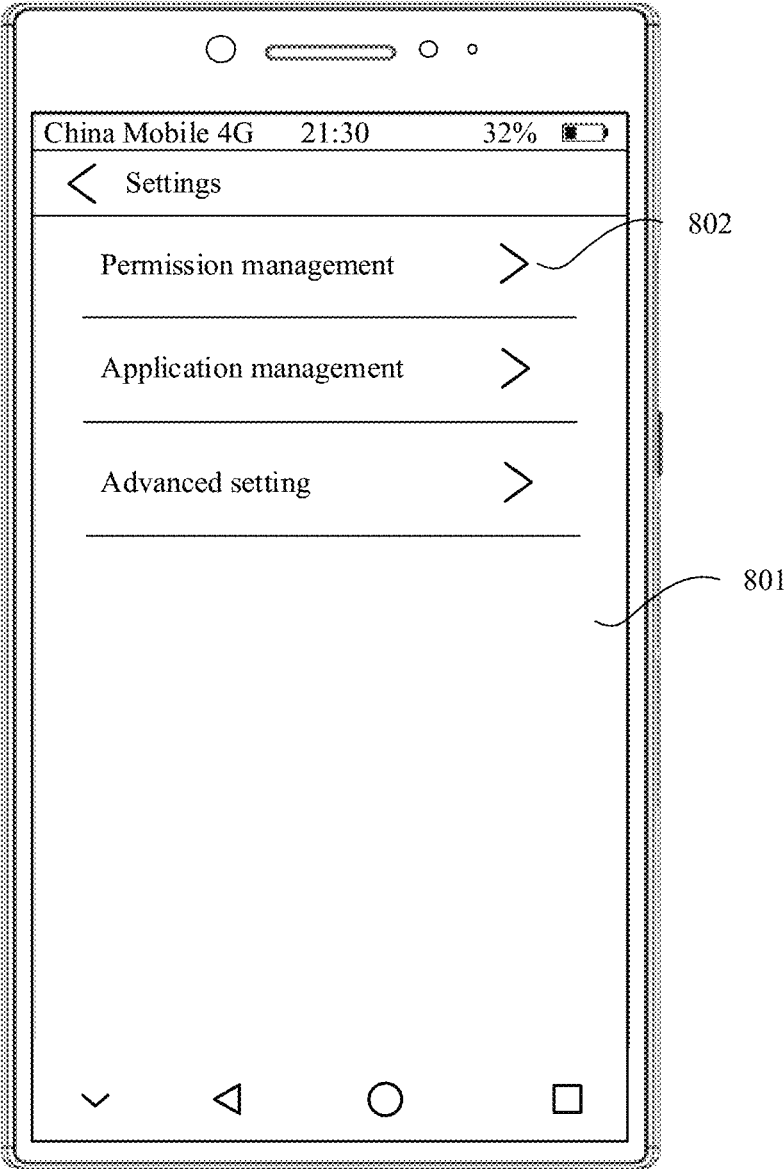 China Mobile 4G 21:30 32%
Settings
802
Permission management
Application management
Advanced setting
801